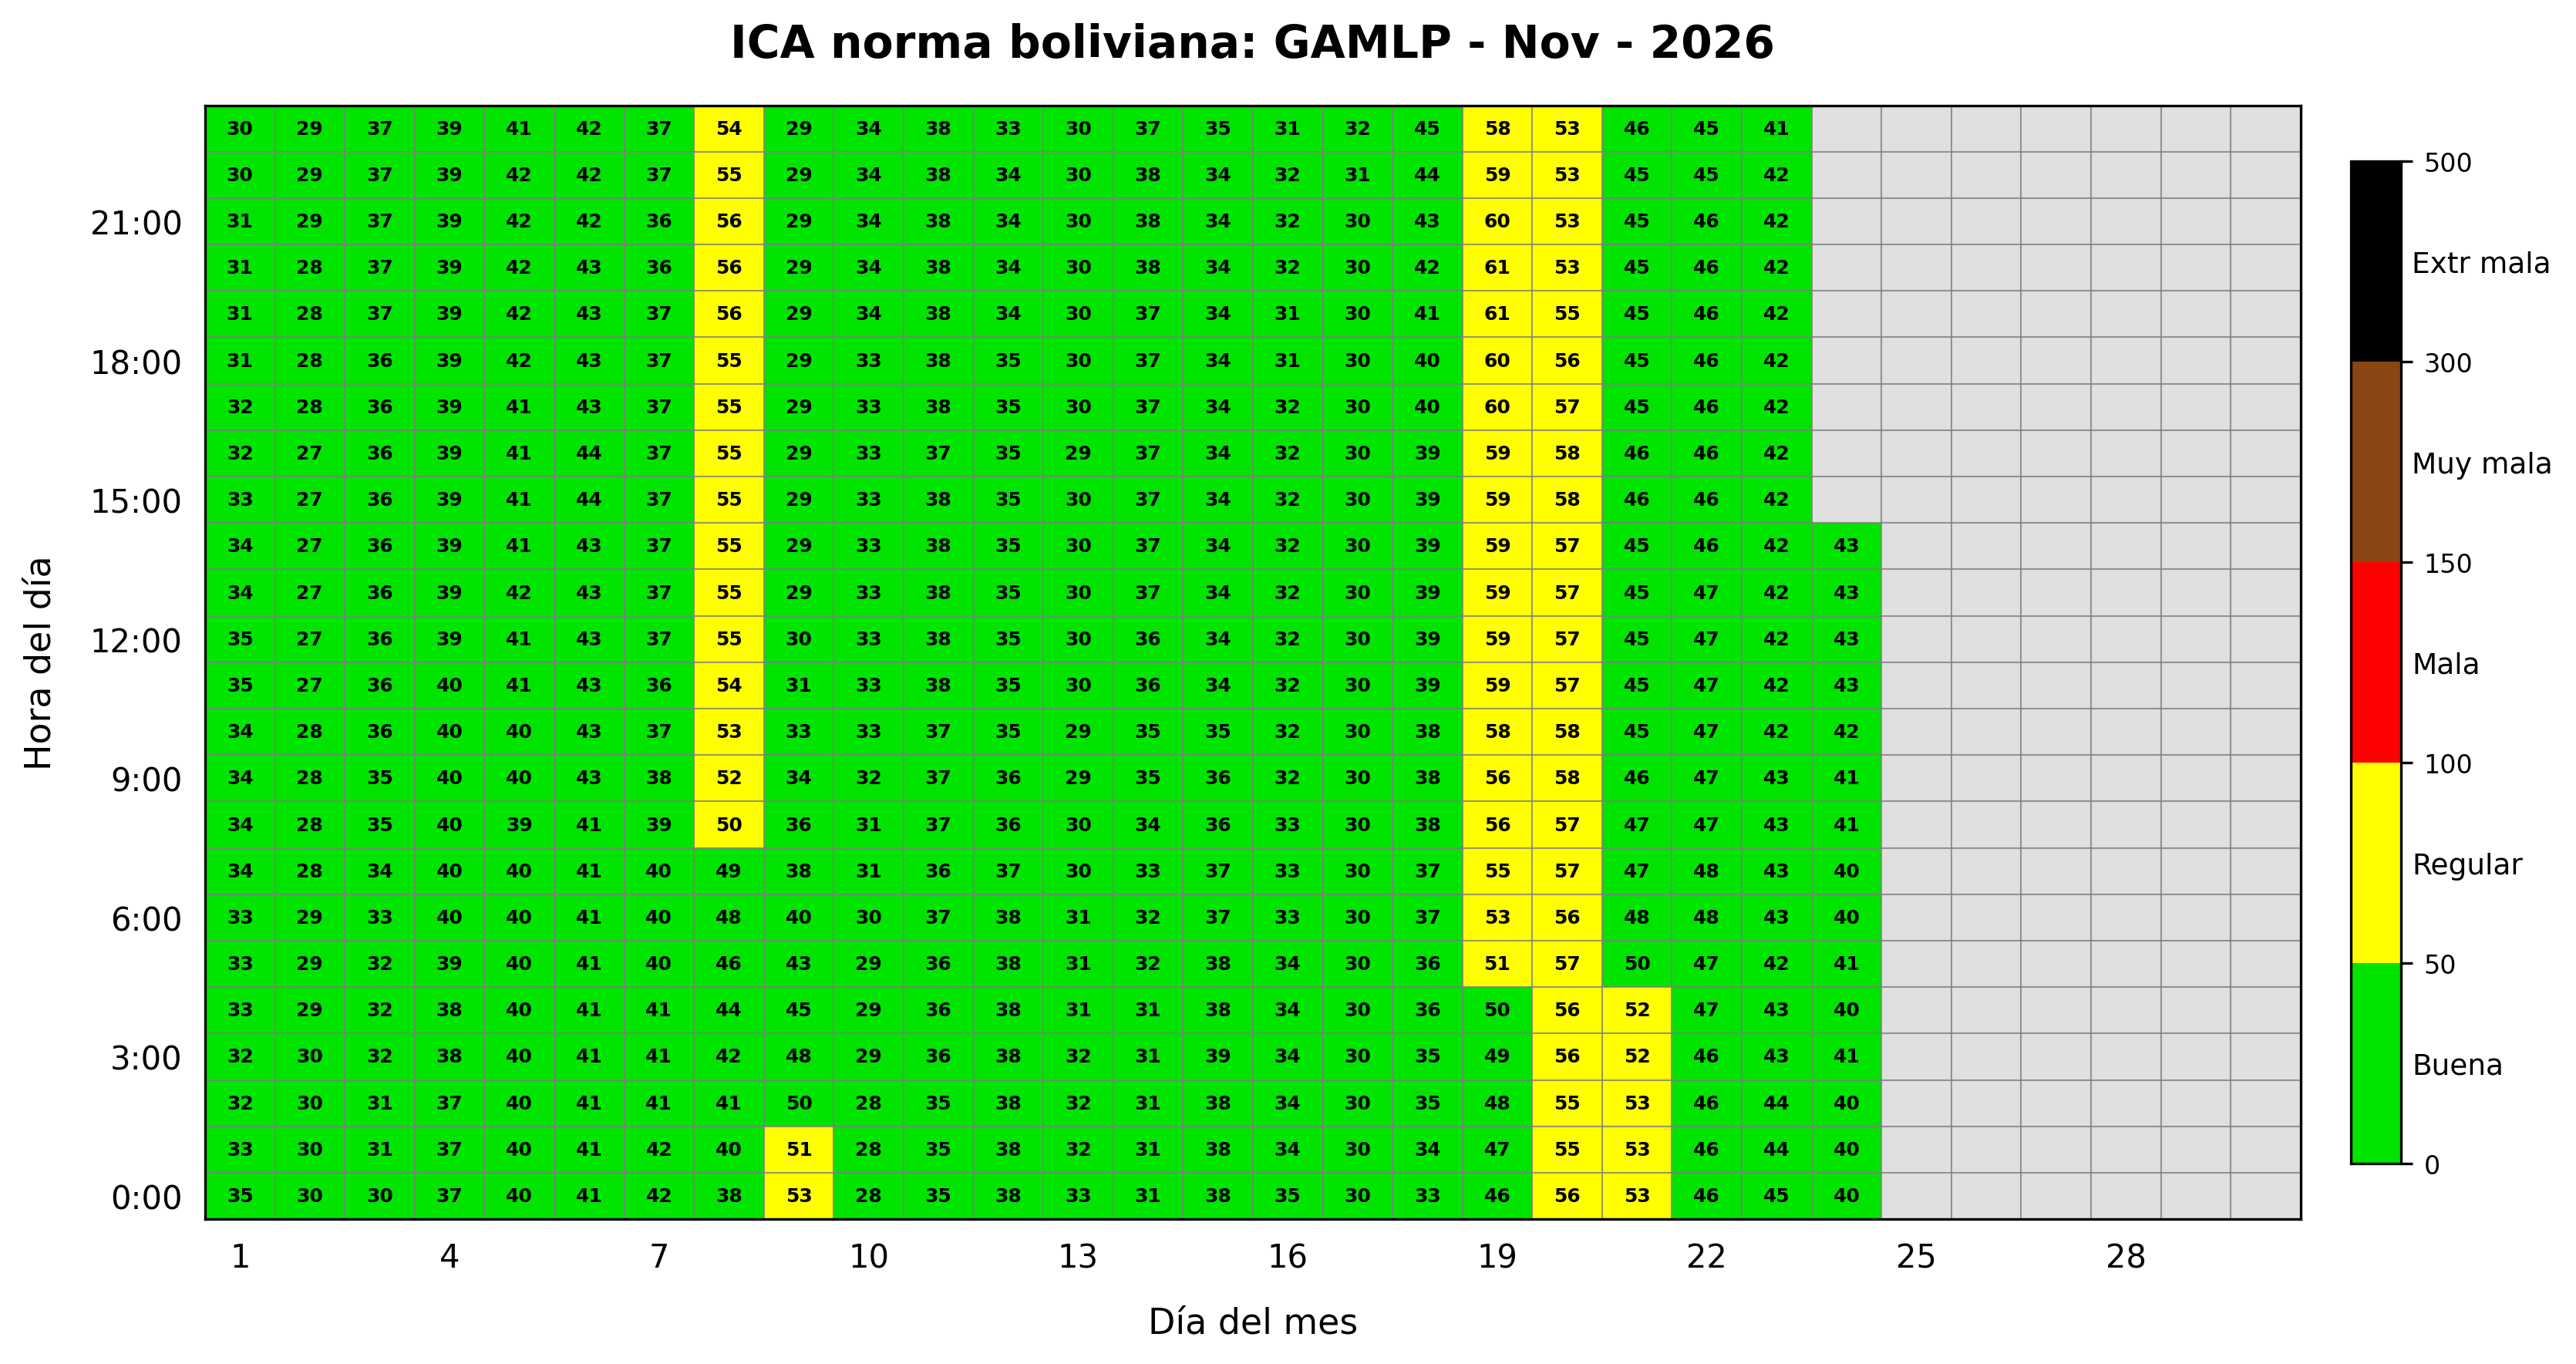 ICA norma boliviana: GAMLP - Nov - 2026
30 29 37 39 41 42 37 54 29 34 38 33 30 37 35 31 32 45 58 53 46 45 41
30 29 37 39 42 42 37 55 29 34 38 34 30 38 34 32 31 44 59 53 45 45 42
21:00 31 29 37 39 42 42 36 56 29 34 38 34 30 38 34 32 30 43 60 53 45 46 42
31 28 37 39 42 43 36 56 29 34 38 34 30 38 34 32 30 42 61 53 45 46 42
31 28 37 39 42 43 37 56 29 34 38 34 30 37 34 31 30 41 61 55 45 46 42
18:00 31 28 36 39 42 43 37 55 29 33 38 35 30 37 34 31 30 40 60 56 45 46 42
32 28 36 39 41 43 37 55 29 33 38 35 30 37 34 32 30 40 60 57 45 46 42
32 27 36 39 41 44 37 55 29 33 37 35 29 37 34 32 30 39 59 58 46 46 42
15:00 33 27 36 39 41 44 37 55 29 33 38 35 30 37 34 32 30 39 59 58 46 46 42
34 27 36 39 41 43 37 55 29 33 38 35 30 37 34 32 30 39 59 57 45 46 42 43
34 27 36 39 42 43 37 55 29 33 38 35 30 37 34 32 30 39 59 57 45 47 42 43
12:00 35 27 36 39 41 43 37 55 30 33 38 35 30 36 34 32 30 39 59 57 45 47 42 43
35 27 36 40 41 43 36 54 31 33 38 35 30 36 34 32 30 39 59 57 45 47 42 43
34 28 36 40 40 43 37 53 33 33 37 35 29 35 35 32 30 38 58 58 45 47 42 42
9:00 34 28 35 40 40 43 38 52 34 32 37 36 29 35 36 32 30 38 56 58 46 47 43 41
34 28 35 40 39 41 39 50 36 31 37 36 30 34 36 33 30 38 56 57 47 47 43 41
34 28 34 40 40 41 40 49 38 31 36 37 30 33 37 33 30 37 55 57 47 48 43 40
6:00 33 29 33 40 40 41 40 48 40 30 37 38 31 32 37 33 30 37 53 56 48 48 43 40
33 29 32 39 40 41 40 46 43 29 36 38 31 32 38 34 30 36 51 57 50 47 42 41
33 29 32 38 40 41 41 44 45 29 36 38 31 31 38 34 30 36 50 56 52 47 43 40
3:00 32 30 32 38 40 41 41 42 48 29 36 38 32 31 39 34 30 35 49 56 52 46 43 41
32 30 31 37 40 41 41 41 50 28 35 38 32 31 38 34 30 35 48 55 53 46 44 40
33 30 31 37 40 41 42 40 51 28 35 38 32 31 38 34 30 34 47 55 53 46 44 40
0:00 35 30 30 37 40 41 42 38 53 28 35 38 33 31 38 35 30 33 46 56 53 46 45 40
1 4 7 10 13 16 19 22 25 28
Día del mes
Hora del día
500
Extr mala
300
Muy mala
150
Mala
100
Regular
50
Buena
0